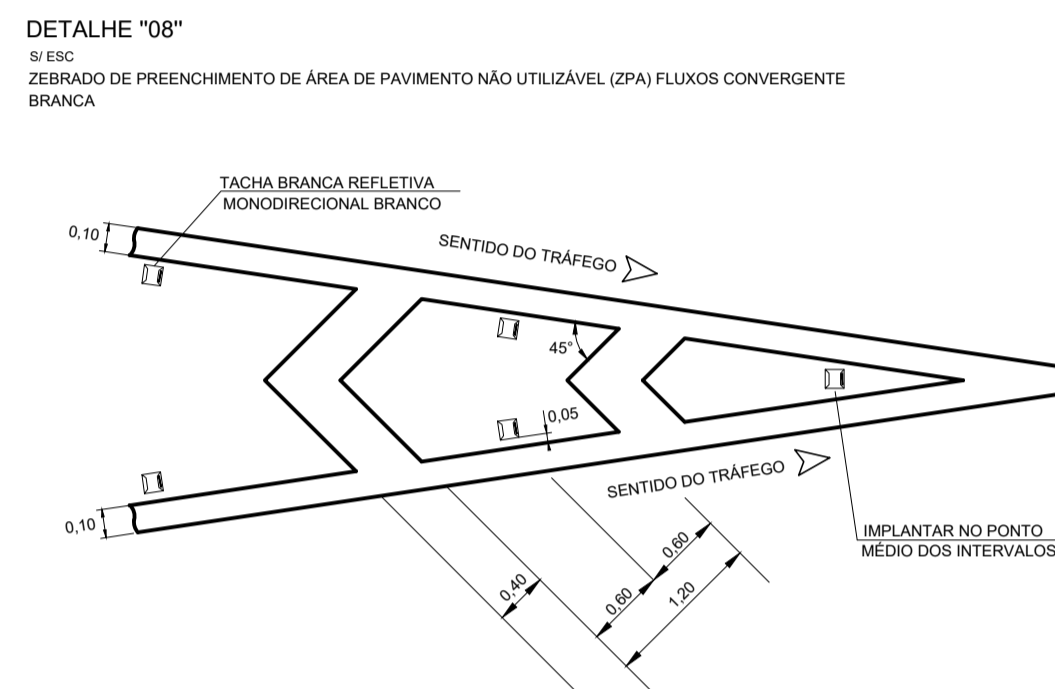 DETALHE "08"
S/ ESC
ZEBRADO DE PREENCHIMENTO DE ÁREA DE PAVIMENTO NÃO UTILIZÁVEL (ZPA) FLUXOS CONVERGENTE
BRANCA
TACHA BRANCA REFLETIVA
MONODIRECIONAL BRANCO
0,10
SENTIDO DO TRÁFEGO
45°
0,05
SENTIDO DO TRÁFEGO
0,10
IMPLANTAR NO PONTO
MÉDIO DOS INTERVALOS
0,60
0,40
0,60
1,20